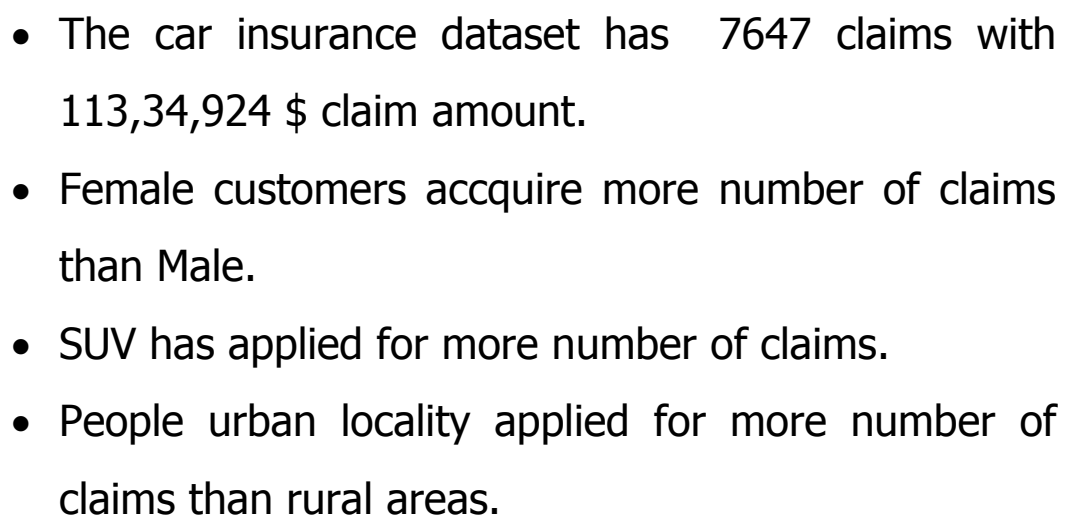 • The car insurance dataset has 7647 claims with
113,34,924 $ claim amount.
• Female customers accquire more number of claims
than Male.
• SUV has applied for more number of claims.
• People urban locality applied for more number of
claims than rural areas.